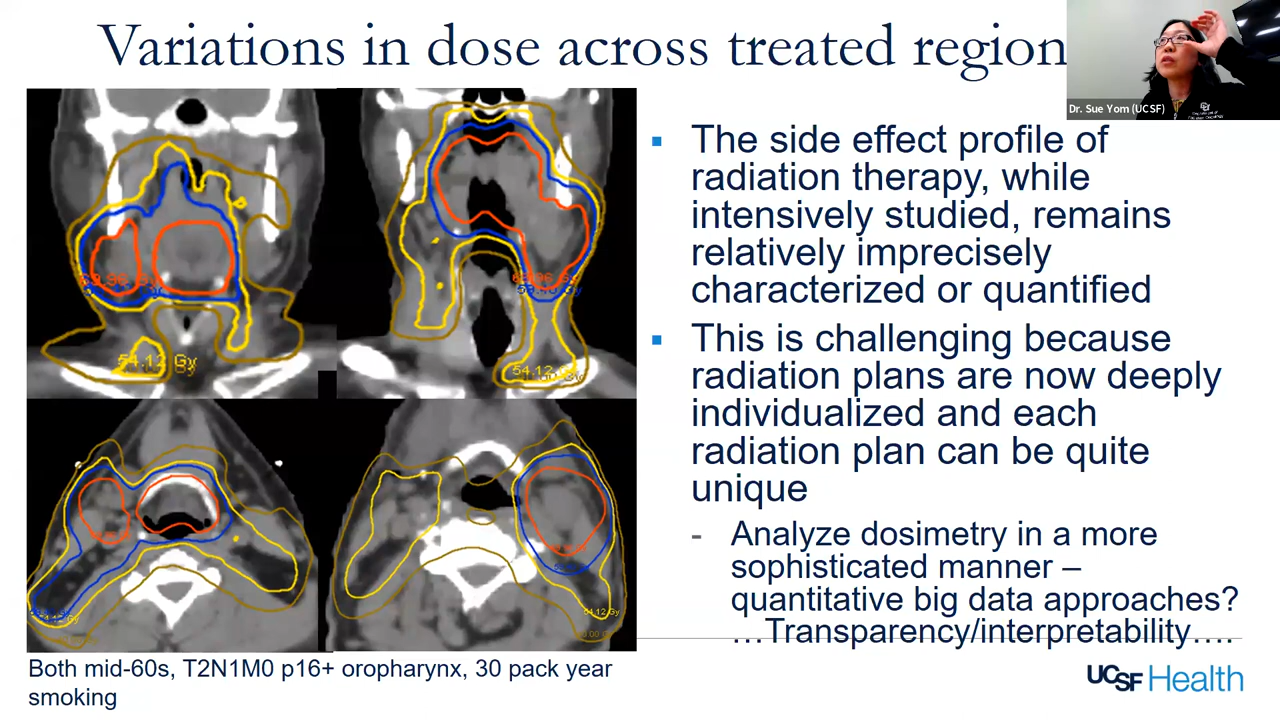 Variations in dose across treated region
Dr. Sue Yom (UCSF)
The side effect profile of
radiation therapy, while
intensively studied, remains
relatively imprecisely
characterized or quantified
This is challenging because
radiation plans are now deeply
individualized and each
radiation plan can be quite
unique
- Analyze dosimetry in a more
sophisticated manner –
quantitative big data approaches?
…Transparency/interpretability….
54.12 Gy
54.12 Gy
54.12 Gy
Both mid-60s, T2N1M0 p16+ oropharynx, 30 pack year
smoking
UCSF Health